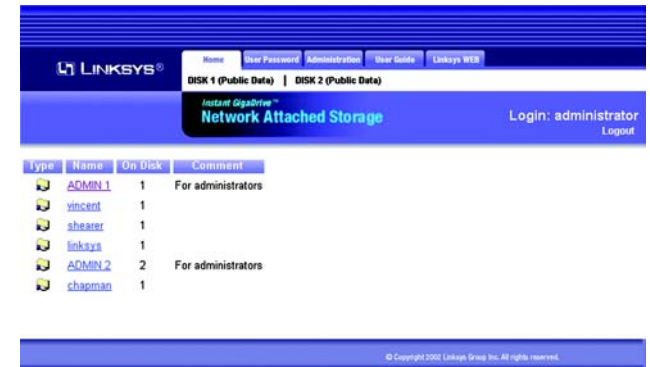 Home User Password Administration User Guide Linksys WEB
LINKSYS®
DISK 1 (Public Data) | DISK 2 (Public Data)
Instant GigaDrive™
Network Attached Storage
Login: administrator
Logout
Type Name On Disk Comment
ADMIN 1 1 For administrators
vincent 1
shearer 1
linksys 1
ADMIN 2 2 For administrators
chapman 1
© Copyright 2002 Linksys Group Inc. All rights reserved.